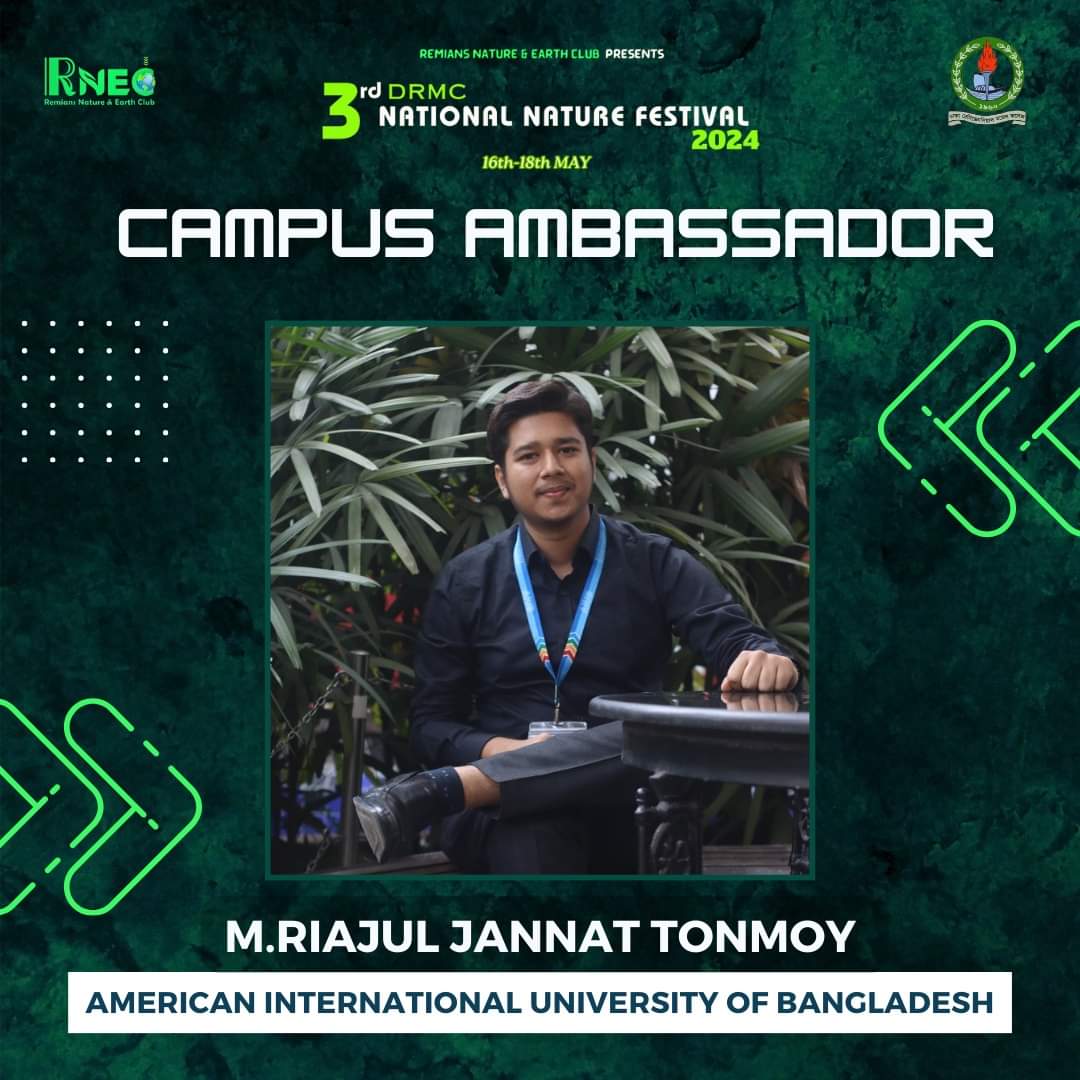 RNEC
Remians Nature & Earth Club
REMIANS NATURE & EARTH CLUB PRESENTS
3rd DRMC
NATIONAL NATURE FESTIVAL
2024
16th-18th MAY
CAMPUS AMBASSADOR
M.RIAJUL JANNAT TONMOY
AMERICAN INTERNATIONAL UNIVERSITY OF BANGLADESH